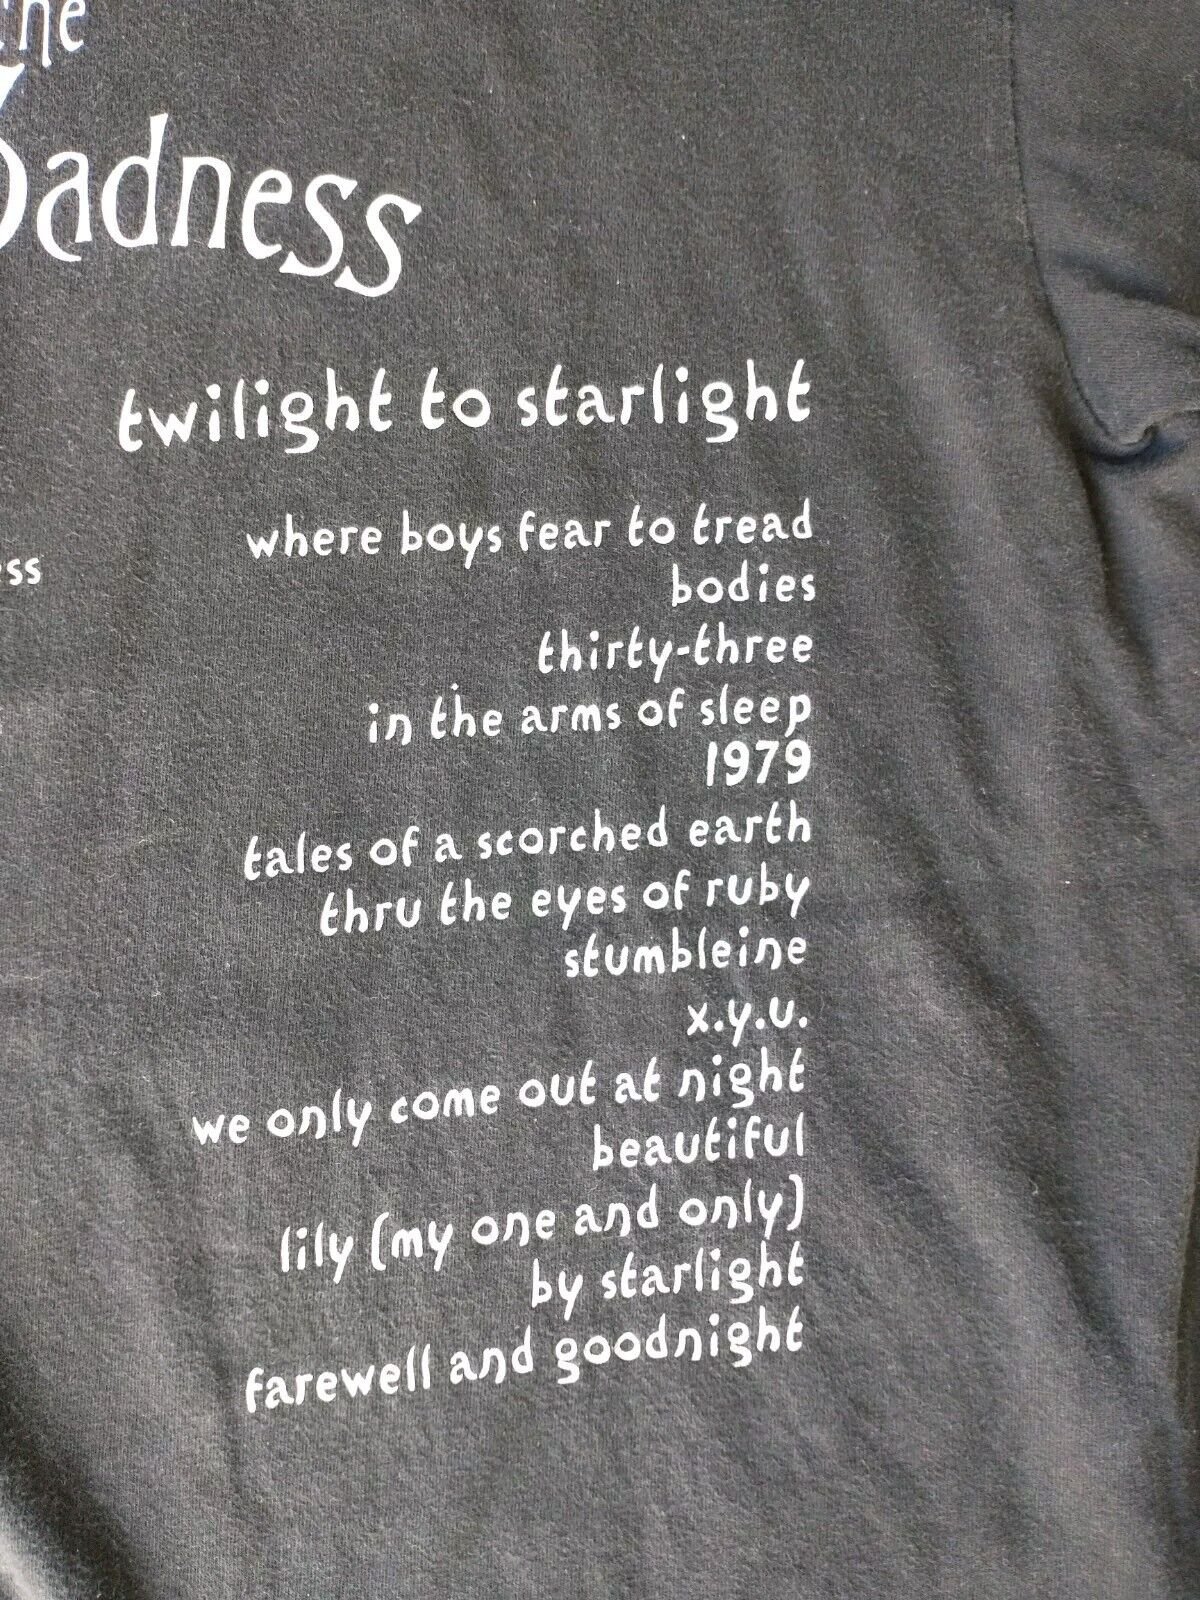 the
Sadness
twilight to starlight
where boys fear to tread
ss
bodies
thirty-three
in the arms of sleep
1979
tales of a scorched earth
thru the eyes of ruby
stumbleine
x.y.u.
we only come out at night
beautiful
lily (my one and only)
by starlight
farewell and goodnight